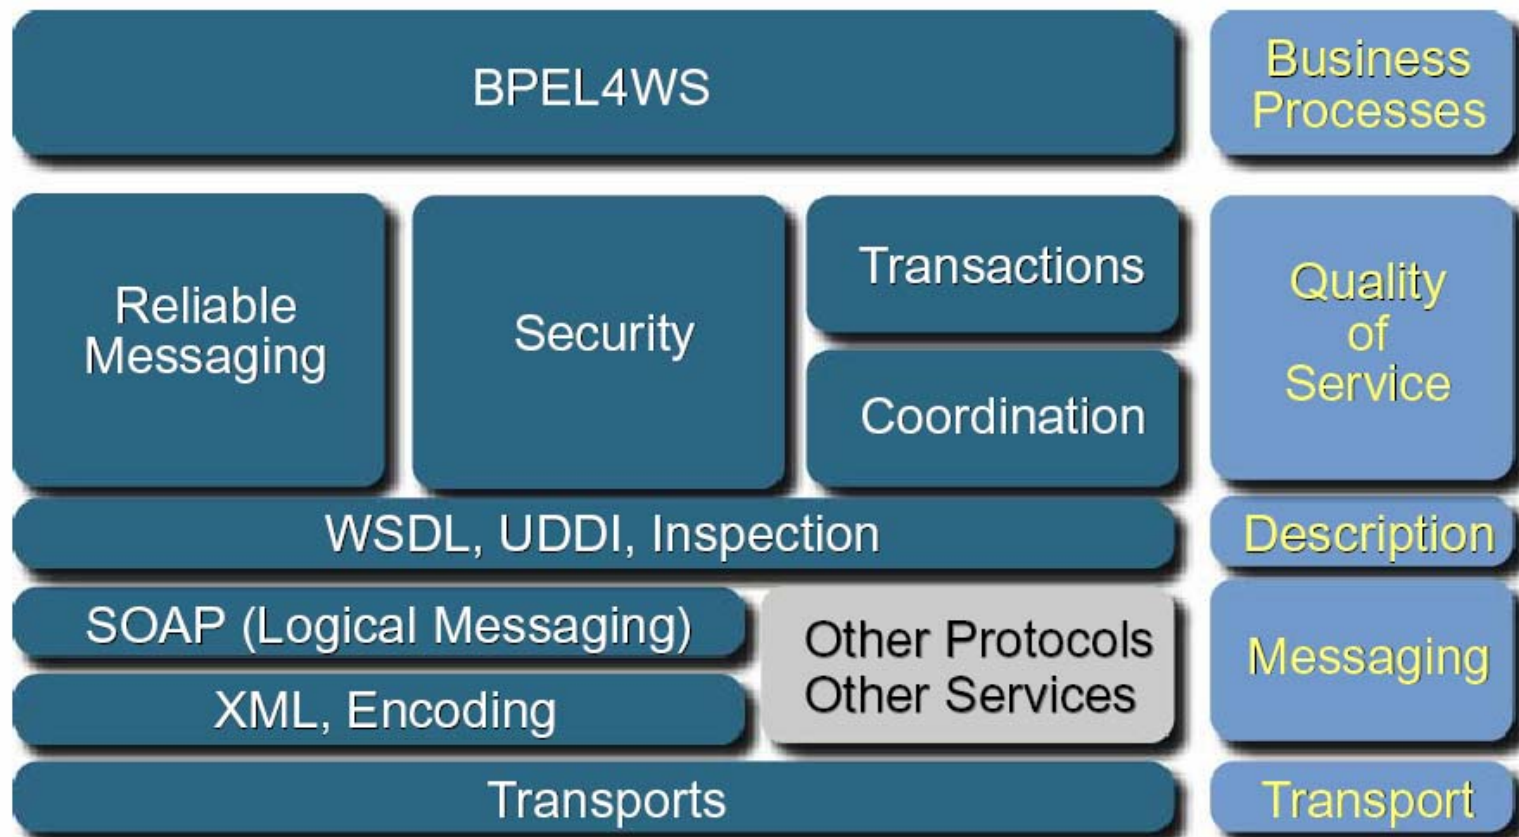 BPEL4WS
Business
Processes
Reliable
Messaging
Security
Transactions
Coordination
Quality
of
Service
WSDL, UDDI, Inspection
Description
SOAP (Logical Messaging)
XML, Encoding
Other Protocols
Other Services
Messaging
Transports
Transport